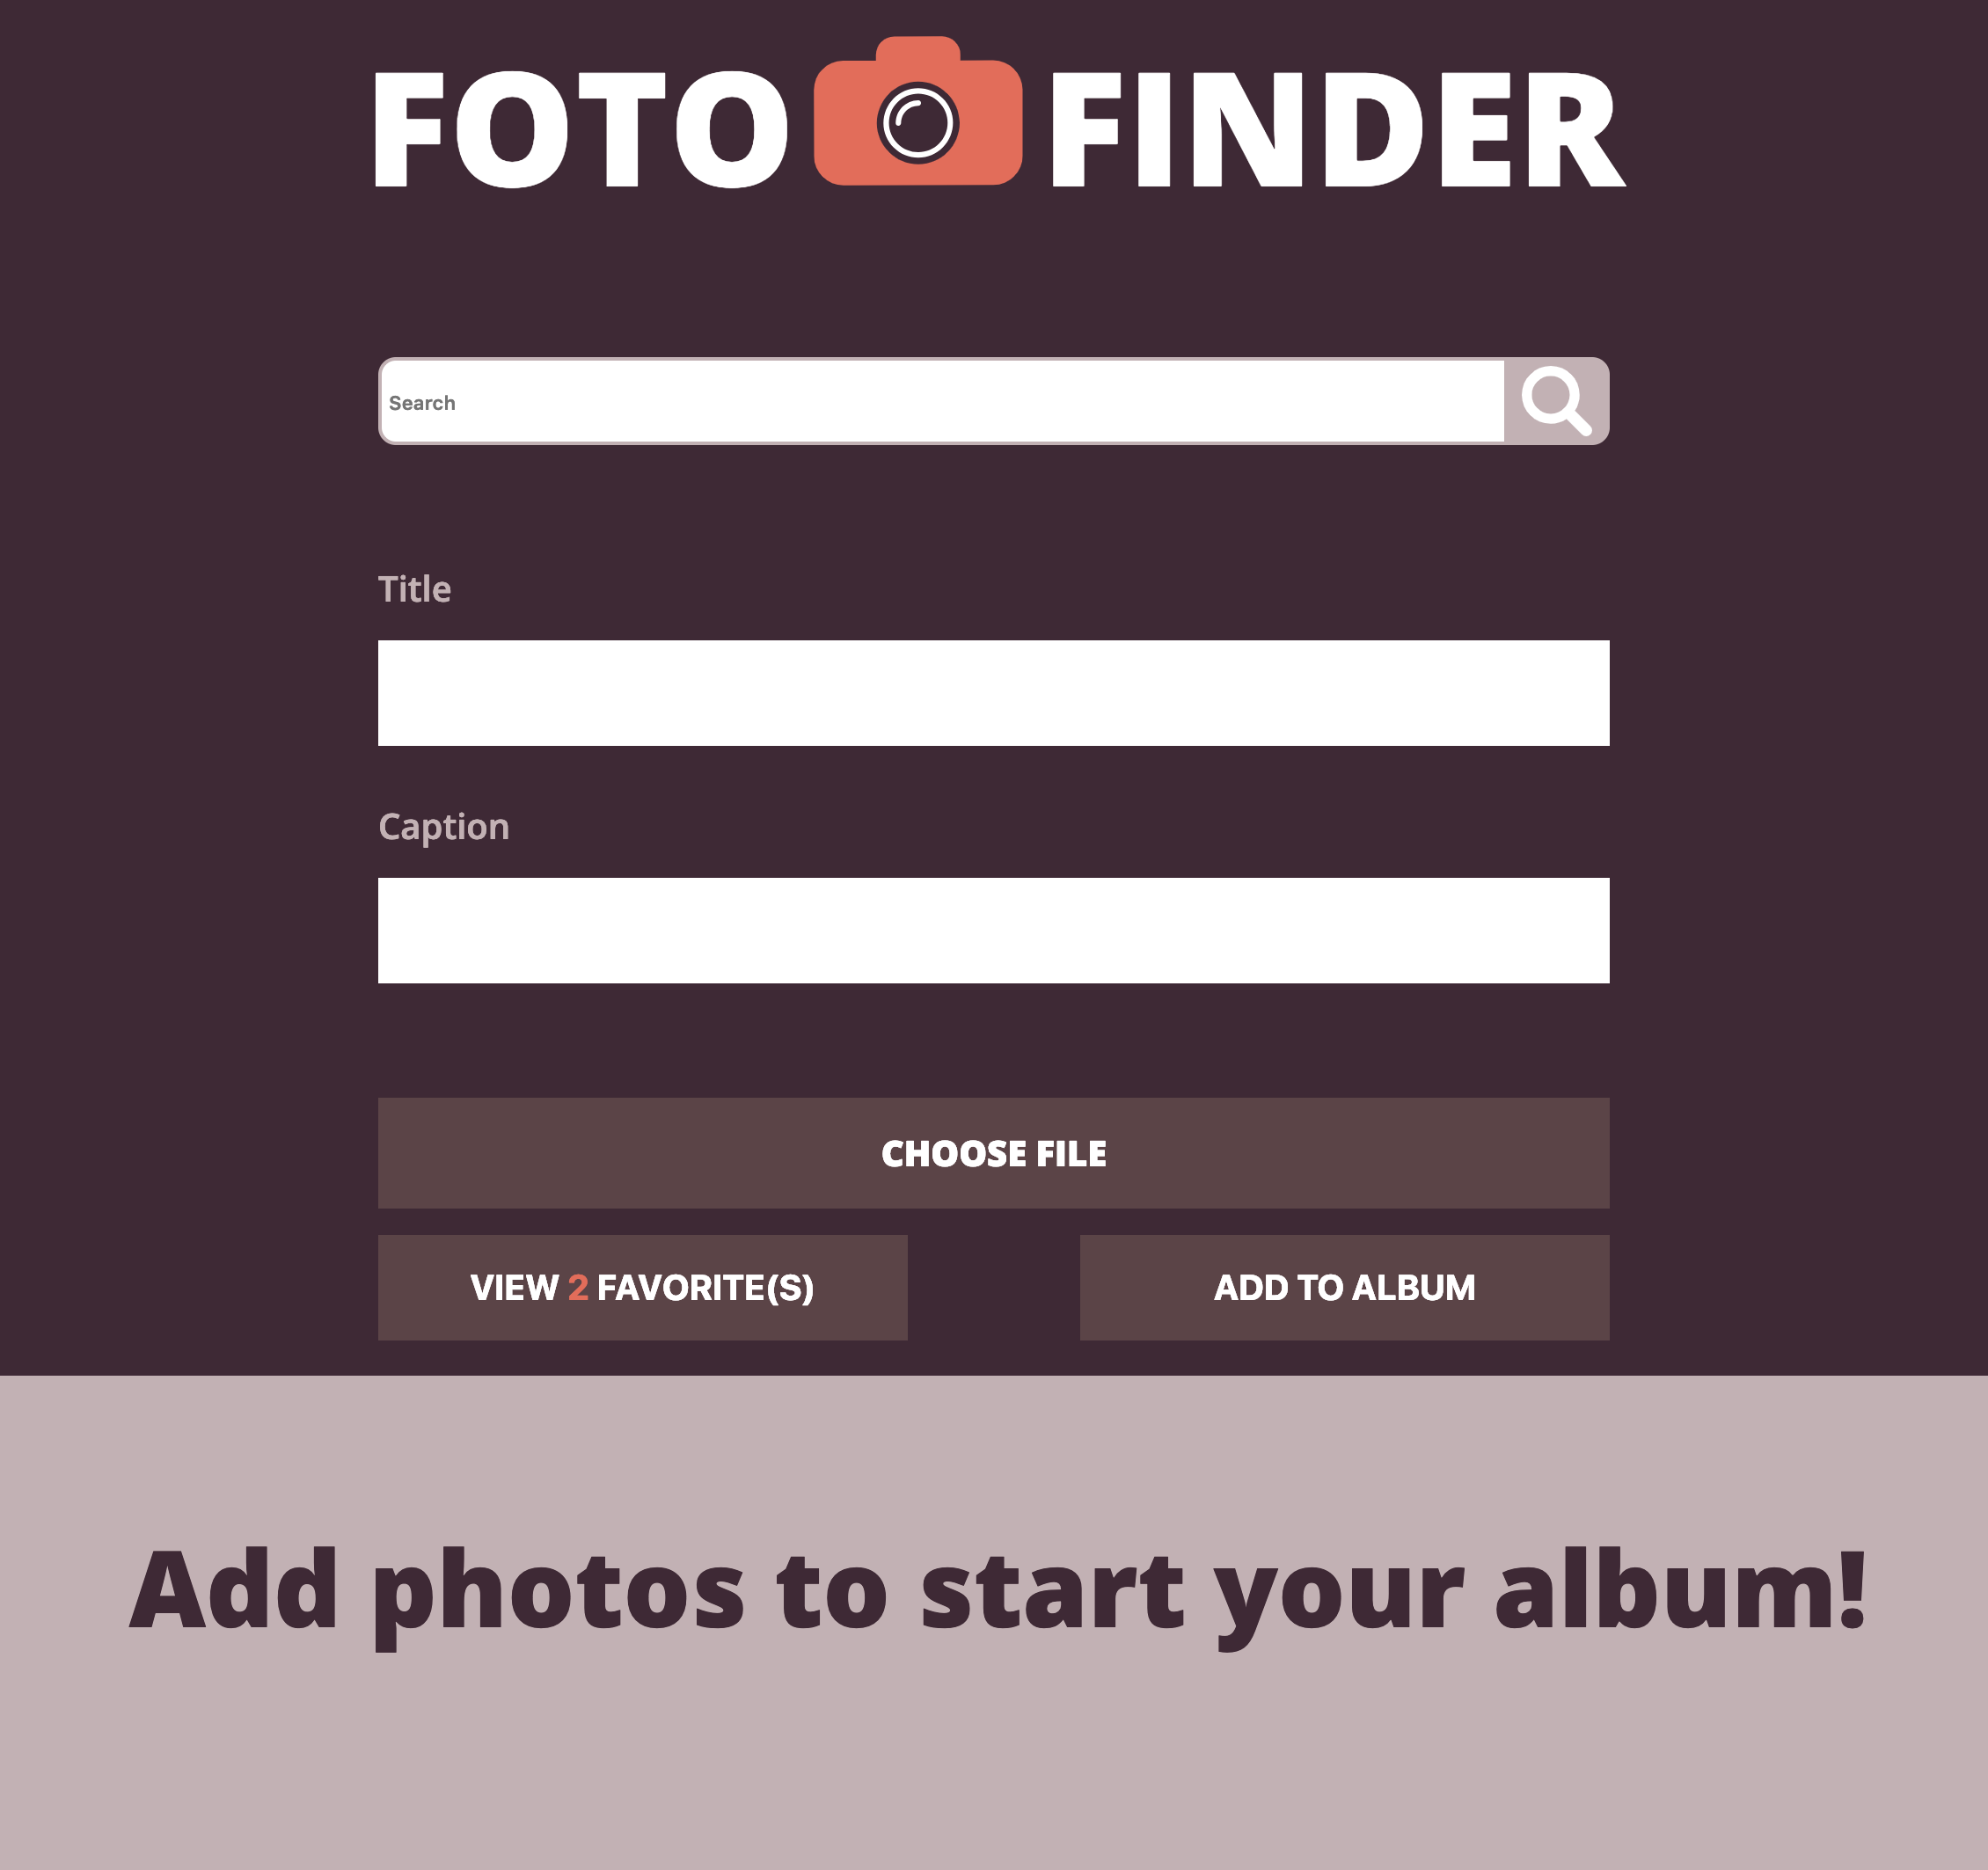 FOTO FINDER
Search
Title
Caption
CHOOSE FILE
VIEW 2 FAVORITE(S) ADD TO ALBUM
Add photos to start your album!